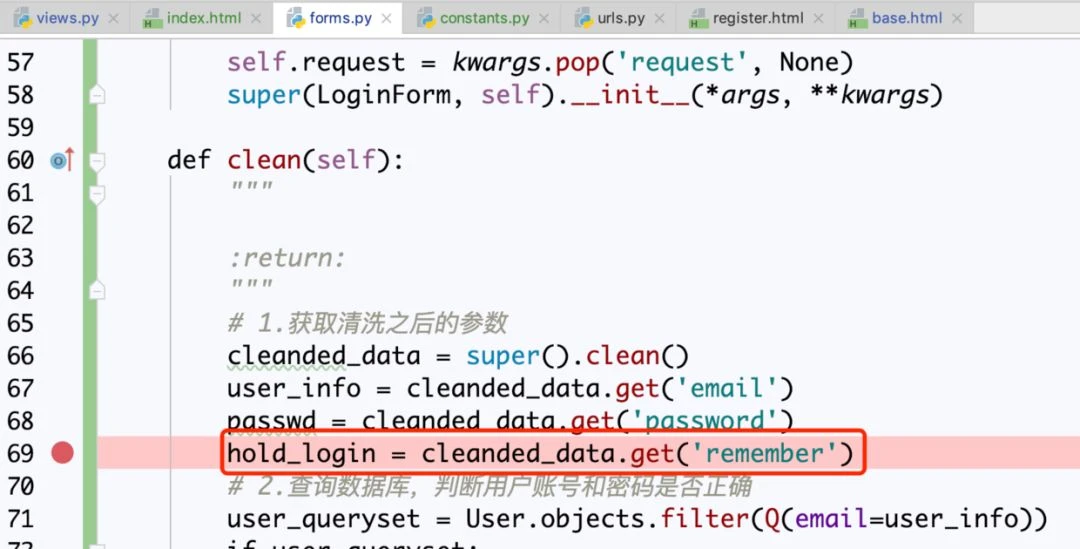 views.py index.html forms.py constants.py urls.py register.html base.html
57 self.request = kwargs.pop('request', None)
58 super(LoginForm, self).__init__(*args, **kwargs)
59
60 def clean(self):
61 """
62
63 :return:
64 """
65 # 1.获取清洗之后的参数
66 cleanded_data = super().clean()
67 user_info = cleanded_data.get('email')
68 passwd = cleanded_data.get('password')
69 hold_login = cleanded_data.get('remember')
70 # 2.查询数据库，判断用户账号和密码是否正确
71 user_queryset = User.objects.filter(Q(email=user_info))
72 if user_queryset: